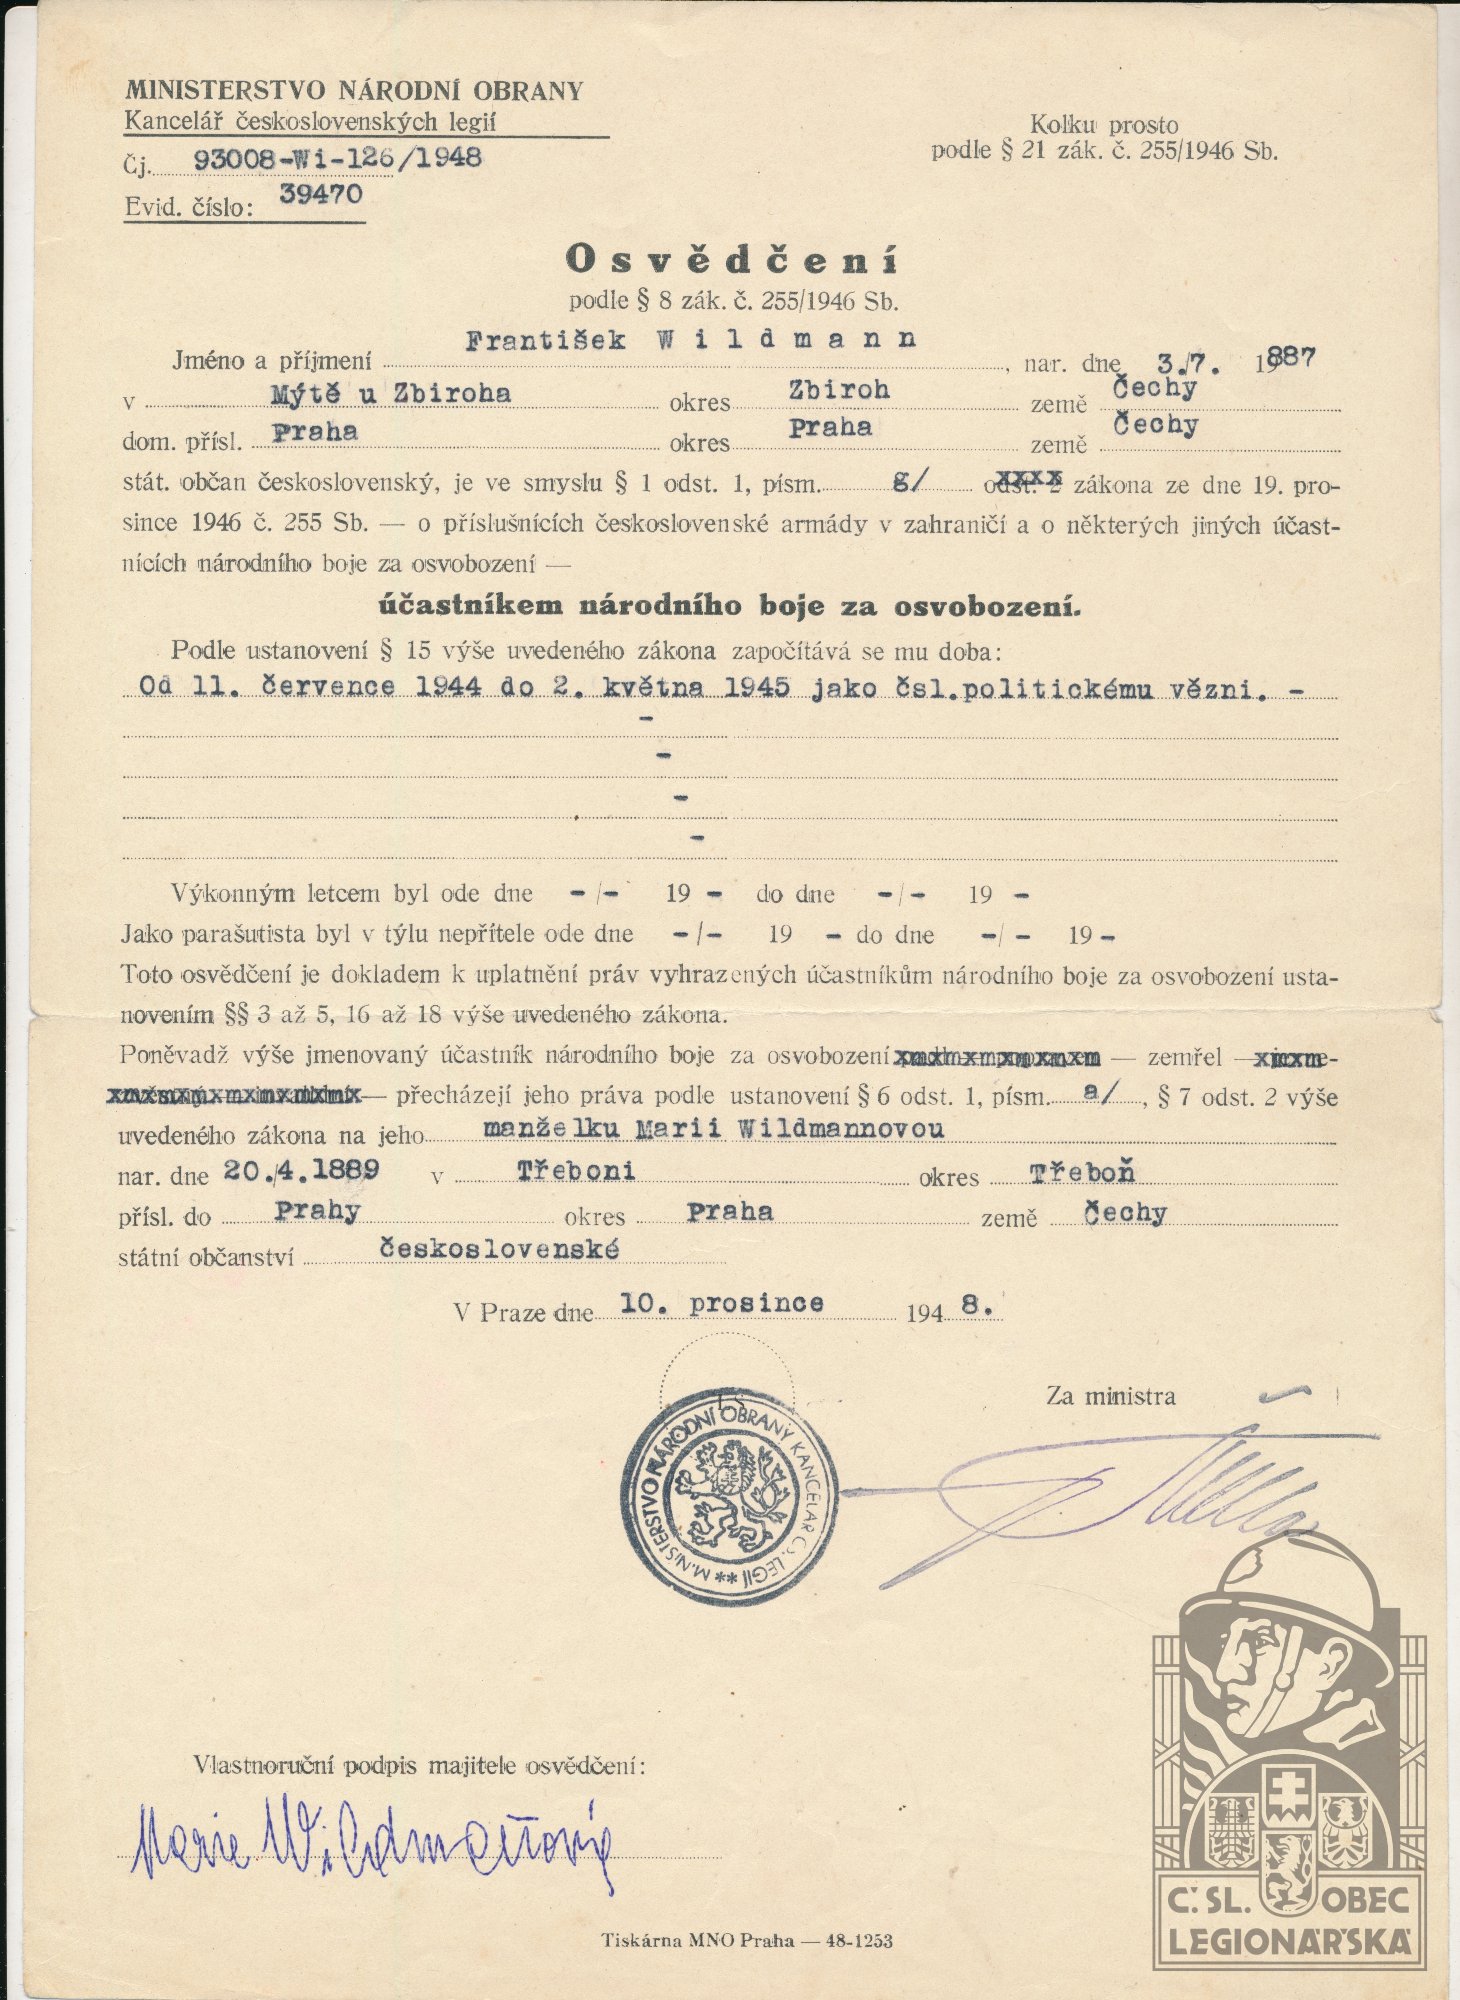 MINISTERSTVO NÁRODNÍ OBRANY
Kancelář československých legií
Kolku prosto
podle § 21 zák. č. 255/1946 Sb.
Čj. 93008-Wi-126/1948
Evid. číslo: 39470
Osvědčení
podle § 8 zák. č. 255/1946 Sb.
Jméno a příjmení František Wildmann, nar. dne 3./7. 19887
v Mýtě u Zbiroha okres Zbiroh země Čechy
dom. přísl. Praha okres Praha země Čechy
stát. občan československý, je ve smyslu § 1 odst. 1, písm. g/ odst. 2 zákona ze dne 19. pro-
since 1946 č. 255 Sb. — o příslušnících československé armády v zahraničí a o některých jiných účast-
nících národního boje za osvobození —
účastníkem národního boje za osvobození.
Podle ustanovení § 15 výše uvedeného zákona započítává se mu doba:
Od 11. července 1944 do 2. května 1945 jako čsl.politickému vězni. -
-
-
-
-
Výkonným letcem byl ode dne -/- 19 - do dne -/- 19 -
Jako parašutista byl v týlu nepřítele ode dne -/- 19 - do dne -/- 19 -
Toto osvědčení je dokladem k uplatnění práv vyhrazených účastníkům národního boje za osvobození usta-
novením §§ 3 až 5, 16 až 18 výše uvedeného zákona.
Poněvadž výše jmenovaný účastník národního boje za osvobození — zemřel —
— přecházejí jeho práva podle ustanovení § 6 odst. 1, písm. a/, § 7 odst. 2 výše
uvedeného zákona na jeho manželku Marii Wildmannovou
nar. dne 20./4.1889 v Třeboni okres Třeboň
přísl. do Prahy okres Praha země Čechy
státní občanství československé
V Praze dne 10. prosince 1948.
Za ministra
MINISTERSTVO NÁRODNÍ OBRANY KANCELÁŘ ČS. LEGIÍ **
Vlastnoruční podpis majitele osvědčení:
Marie Wildmannová
Č.SL. OBEC
LEGIONÁŘSKÁ
Tiskárna MNO Praha — 48-1253